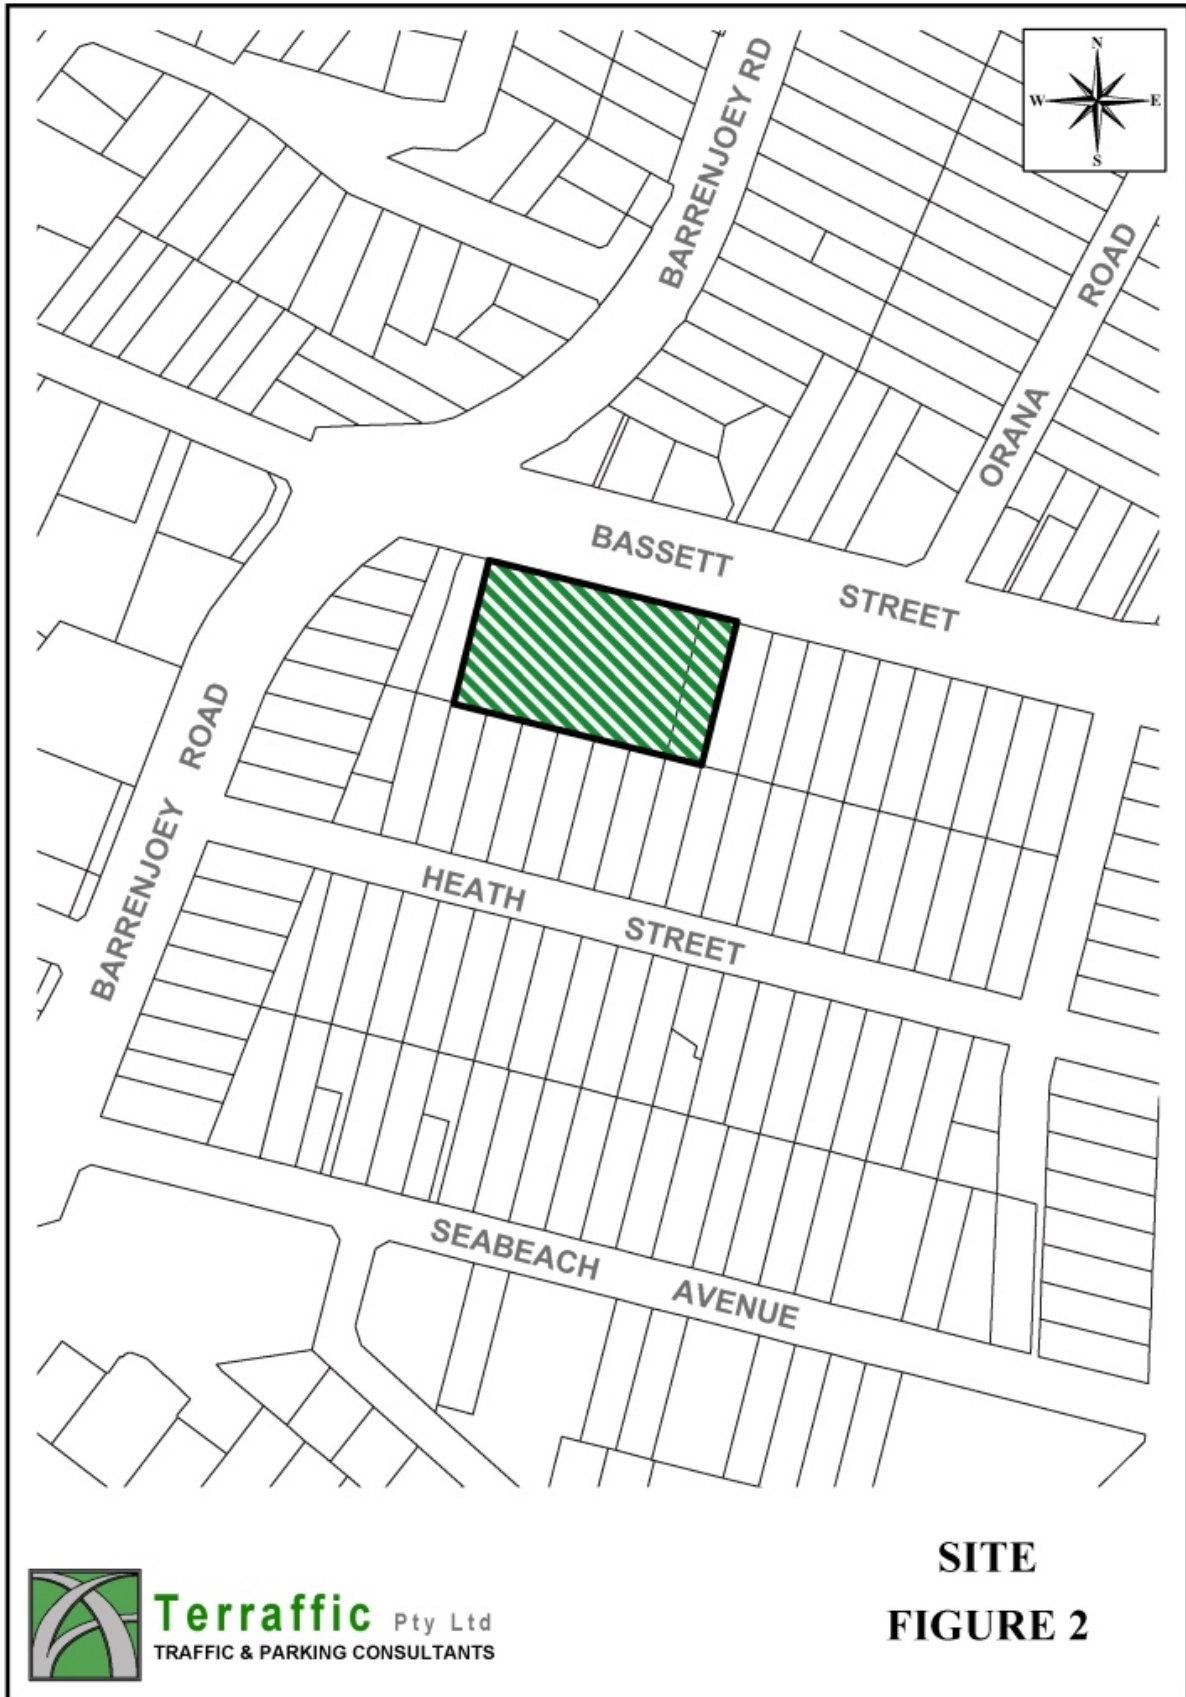 N
W E
S
BARRENJOEY RD
ORANA ROAD
BASSETT STREET
BARRENJOEY ROAD
HEATH STREET
SEABEACH AVENUE
SITE
FIGURE 2
Terraffic Pty Ltd
TRAFFIC & PARKING CONSULTANTS